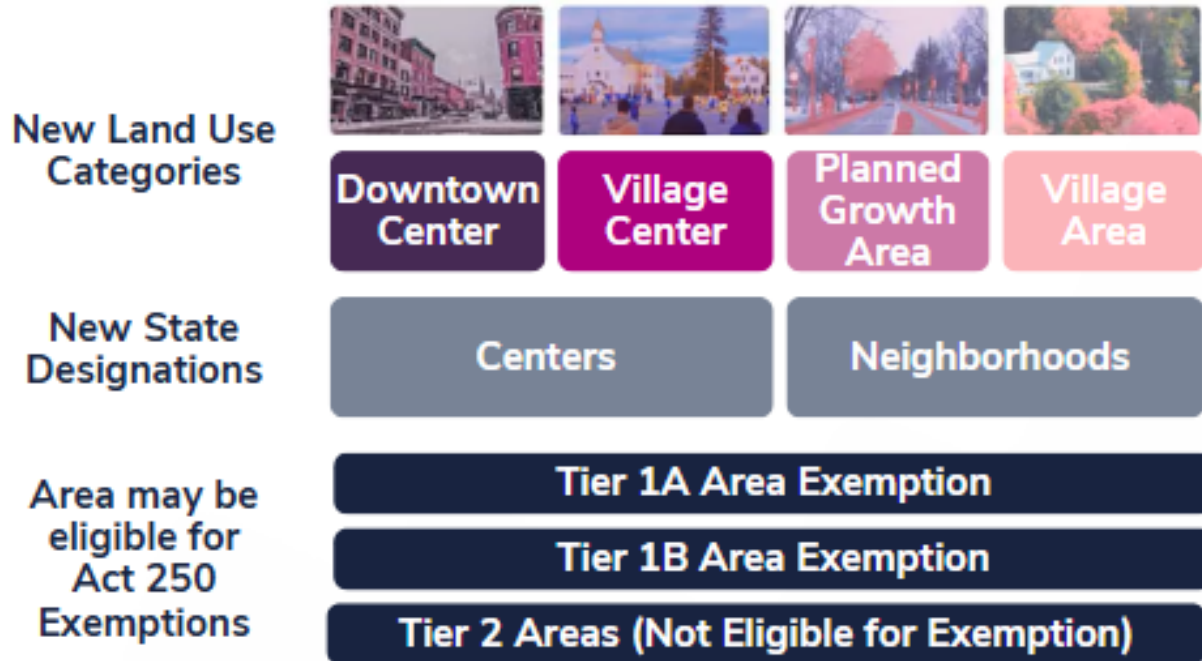 New Land Use
Categories
Downtown
Center
Village
Center
Planned
Growth
Area
Village
Area
New State
Designations
Centers
Neighborhoods
Area may be
eligible for
Act 250
Exemptions
Tier 1A Area Exemption
Tier 1B Area Exemption
Tier 2 Areas (Not Eligible for Exemption)